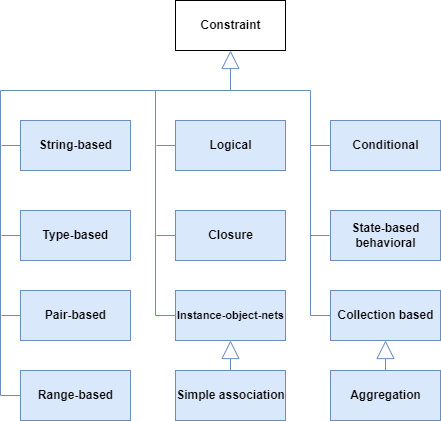 Constraint
String-based
Logical
Conditional
Type-based
Closure
State-based
behavioral
Pair-based
Instance-object-nets
Collection based
Range-based
Simple association
Aggregation